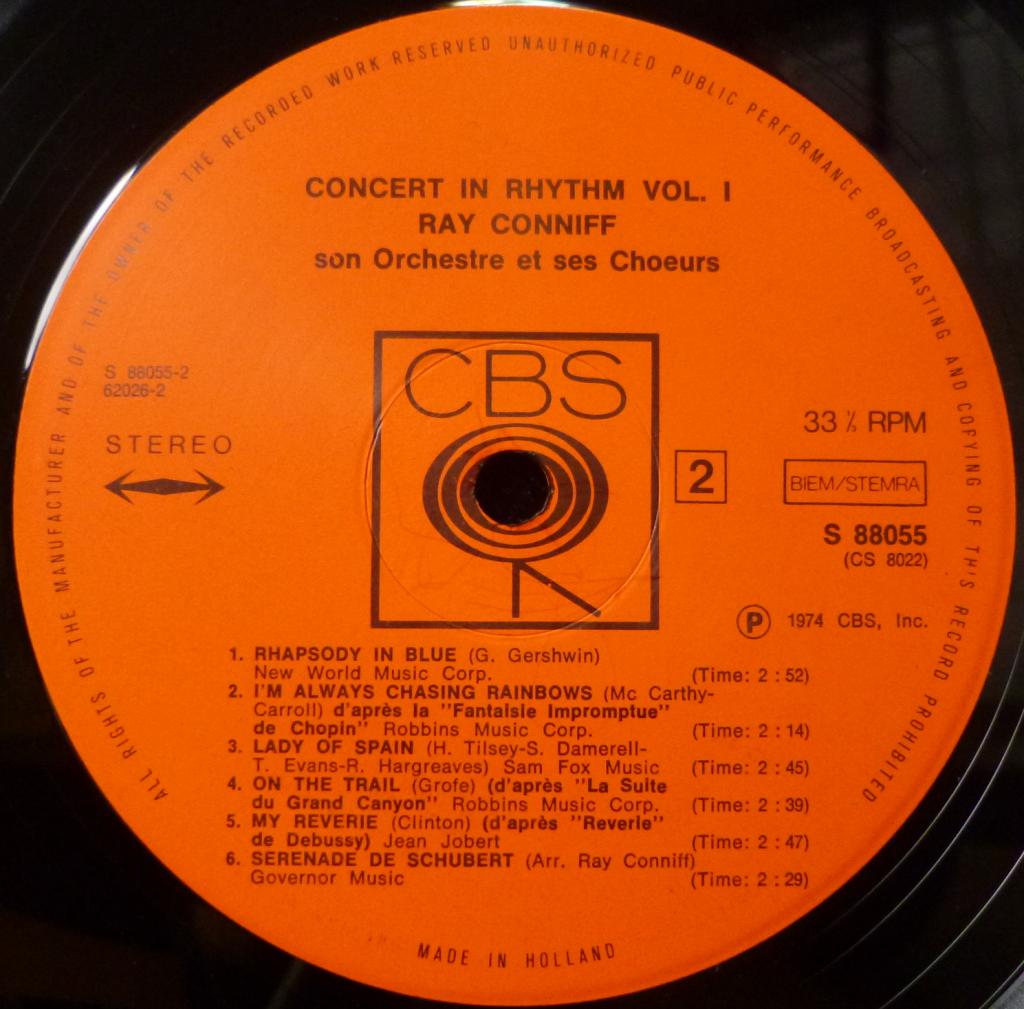 ALL RIGHTS OF THE MANUFACTURER AND OF THE OWNER OF THE RECORDED WORK RESERVED UNAUTHORIZED PUBLIC PERFORMANCE BROADCASTING AND COPYING OF THIS RECORD PROHIBITED
CONCERT IN RHYTHM VOL. I
RAY CONNIFF
son Orchestre et ses Choeurs
CBS
S 88055-2
62026-2
STEREO
33 ⅓ RPM
2
BIEM/STEMRA
S 88055
(CS 8022)
Ⓟ 1974 CBS, Inc.
1. RHAPSODY IN BLUE (G. Gershwin)
New World Music Corp. (Time: 2 : 52)
2. I'M ALWAYS CHASING RAINBOWS (Mc Carthy-
Carroll) d'après la "Fantaisie Impromptue"
de Chopin" Robbins Music Corp. (Time: 2 : 14)
3. LADY OF SPAIN (H. Tilsey-S. Damerell-
T. Evans-R. Hargreaves) Sam Fox Music (Time: 2 : 45)
4. ON THE TRAIL (Grofe) (d'après "La Suite
du Grand Canyon" Robbins Music Corp. (Time: 2 : 39)
5. MY REVERIE (Clinton) (d'après "Reverie"
de Debussy) Jean Jobert (Time: 2 : 47)
6. SERENADE DE SCHUBERT (Arr. Ray Conniff)
Governor Music (Time: 2 : 29)
MADE IN HOLLAND